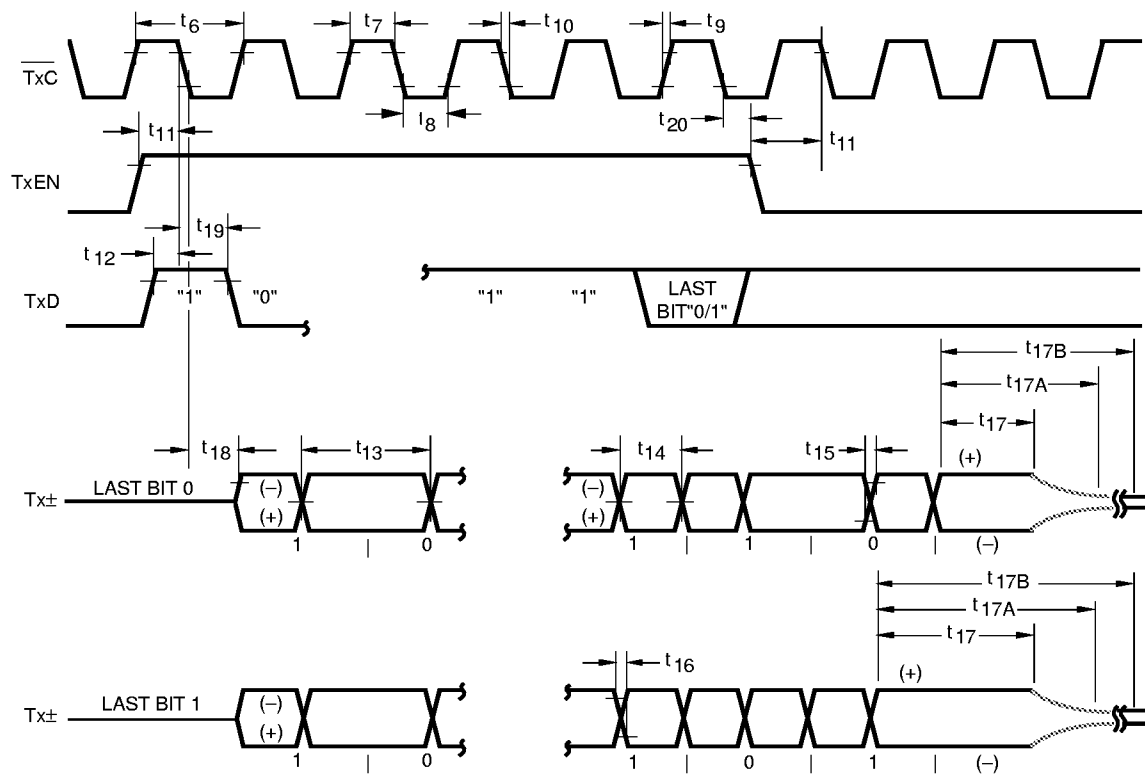 t6 t7 t10 t9
TxC
t8 t20 t11
t11
TxEN
t19
t12
TxD "1" "0" "1" "1" LAST BIT"0/1"
t17B
t17A
t17
t18 t13 t14 t15 (+)
Tx± LAST BIT 0 (–) (–)
(+) (+)
1 | 0 1 | 1 | 0 | (–)
t17B
t17A
t17
t16
(+)
Tx± LAST BIT 1 (–)
(+)
1 | 0 | 1 | 0 | 1 | (–)